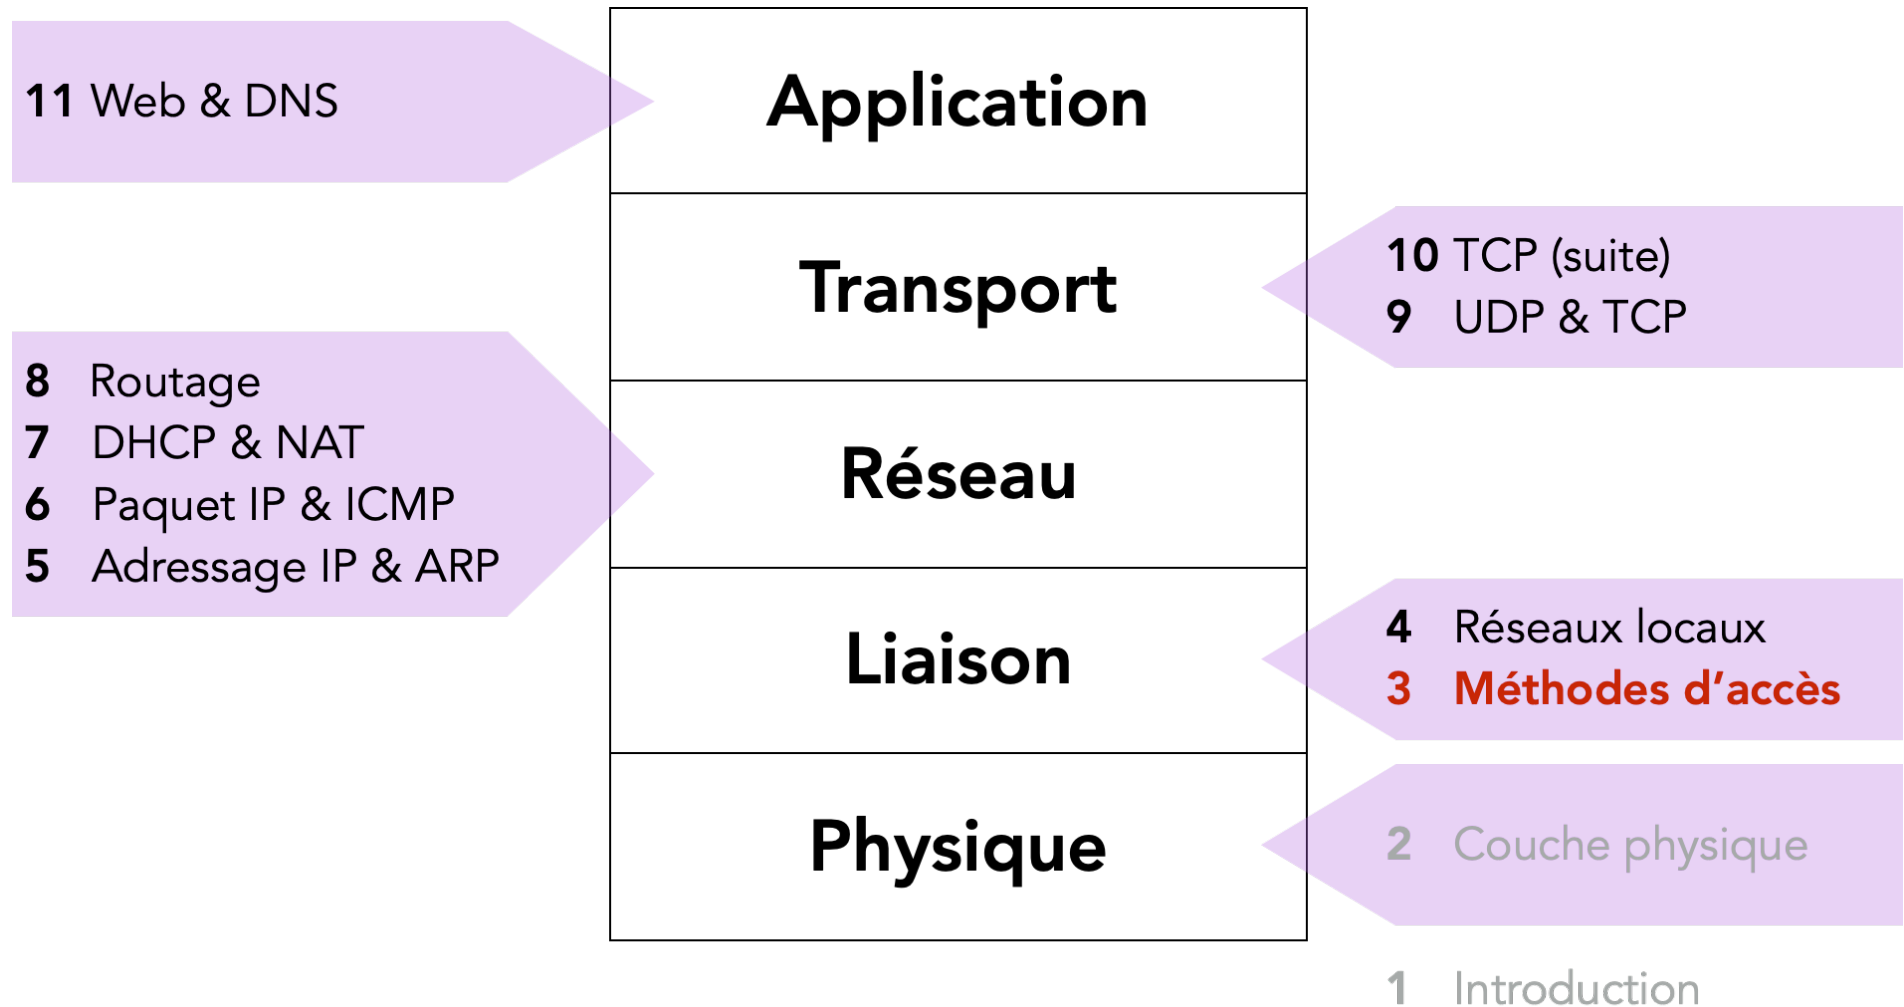 11 Web & DNS
Application
Transport
10 TCP (suite)
9 UDP & TCP
8 Routage
7 DHCP & NAT
6 Paquet IP & ICMP
5 Adressage IP & ARP
Réseau
Liaison
4 Réseaux locaux
3 Méthodes d’accès
Physique
2 Couche physique
1 Introduction